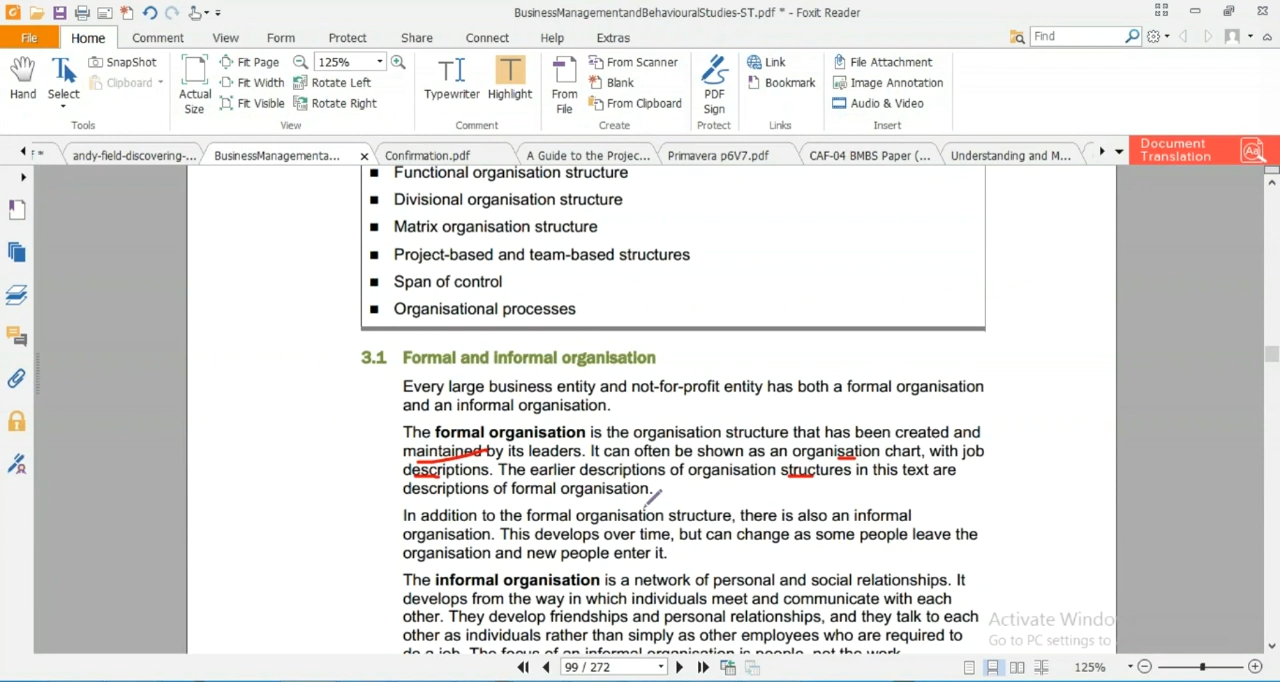 BusinessManagementandBehaviouralStudies-ST.pdf * - Foxit Reader
File Home Comment View Form Protect Share Connect Help Extras Find
Hand Select SnapShot Clipboard Actual Size Fit Page Fit Width Fit Visible 125% Rotate Left Rotate Right Typewriter Highlight From File From Scanner Blank From Clipboard PDF Sign Link Bookmark File Attachment Image Annotation Audio & Video
Tools View Comment Create Protect Links Insert
F * andy-field-discovering-... BusinessManagementa... Confirmation.pdf A Guide to the Projec... Primavera p6V7.pdf CAF-04 BMBS Paper (... Understanding and M... Document Translation
Functional organisation structure
■ Divisional organisation structure
■ Matrix organisation structure
■ Project-based and team-based structures
■ Span of control
■ Organisational processes
3.1 Formal and informal organisation
Every large business entity and not-for-profit entity has both a formal organisation
and an informal organisation.
The formal organisation is the organisation structure that has been created and
maintained by its leaders. It can often be shown as an organisation chart, with job
descriptions. The earlier descriptions of organisation structures in this text are
descriptions of formal organisation.
In addition to the formal organisation structure, there is also an informal
organisation. This develops over time, but can change as some people leave the
organisation and new people enter it.
The informal organisation is a network of personal and social relationships. It
develops from the way in which individuals meet and communicate with each
other. They develop friendships and personal relationships, and they talk to each
other as individuals rather than simply as other employees who are required to
do a job. The focus of an informal organisation is people, not the work
Activate Windo
Go to PC settings to
99 / 272 125%